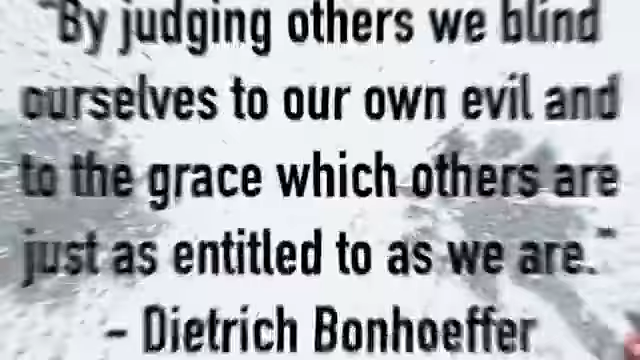 "By judging others we blind
ourselves to our own evil and
to the grace which others are
just as entitled to as we are."
- Dietrich Bonhoeffer